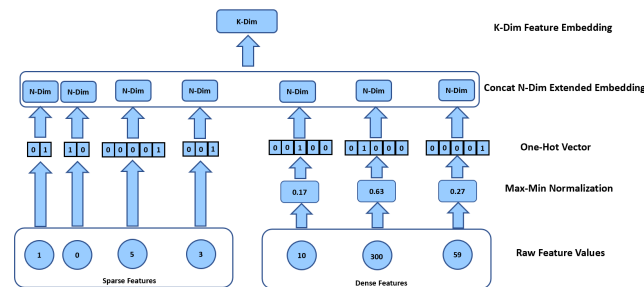 K-Dim
K-Dim Feature Embedding
N-Dim N-Dim N-Dim N-Dim N-Dim N-Dim N-Dim
Concat N-Dim Extended Embedding
0 1 1 0 0 0 0 0 1 0 0 1 0 0 1 0 0 0 1 0 0 0 0 0 0 0 1
One-Hot Vector
0.17 0.63 0.27
Max-Min Normalization
1 0 5 3 10 300 59
Raw Feature Values
Sparse Features Dense Features